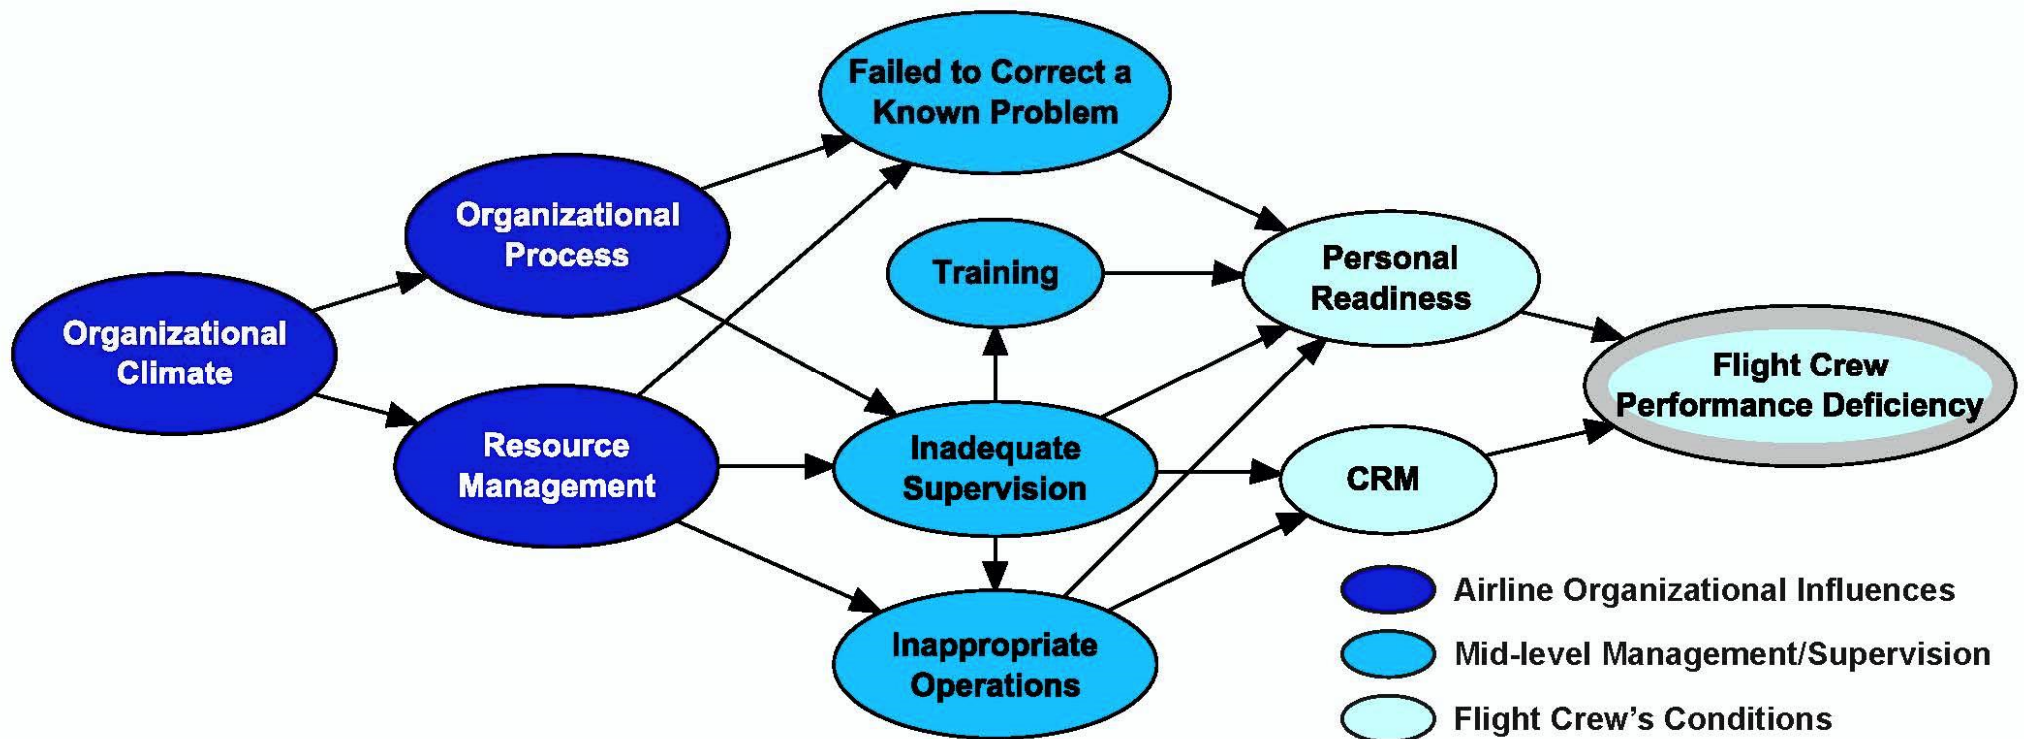 Failed to Correct a
Known Problem
Organizational
Process
Training
Personal
Readiness
Organizational
Climate
Flight Crew
Performance Deficiency
Resource
Management
Inadequate
Supervision
CRM
Inappropriate
Operations
Airline Organizational Influences
Mid-level Management/Supervision
Flight Crew's Conditions